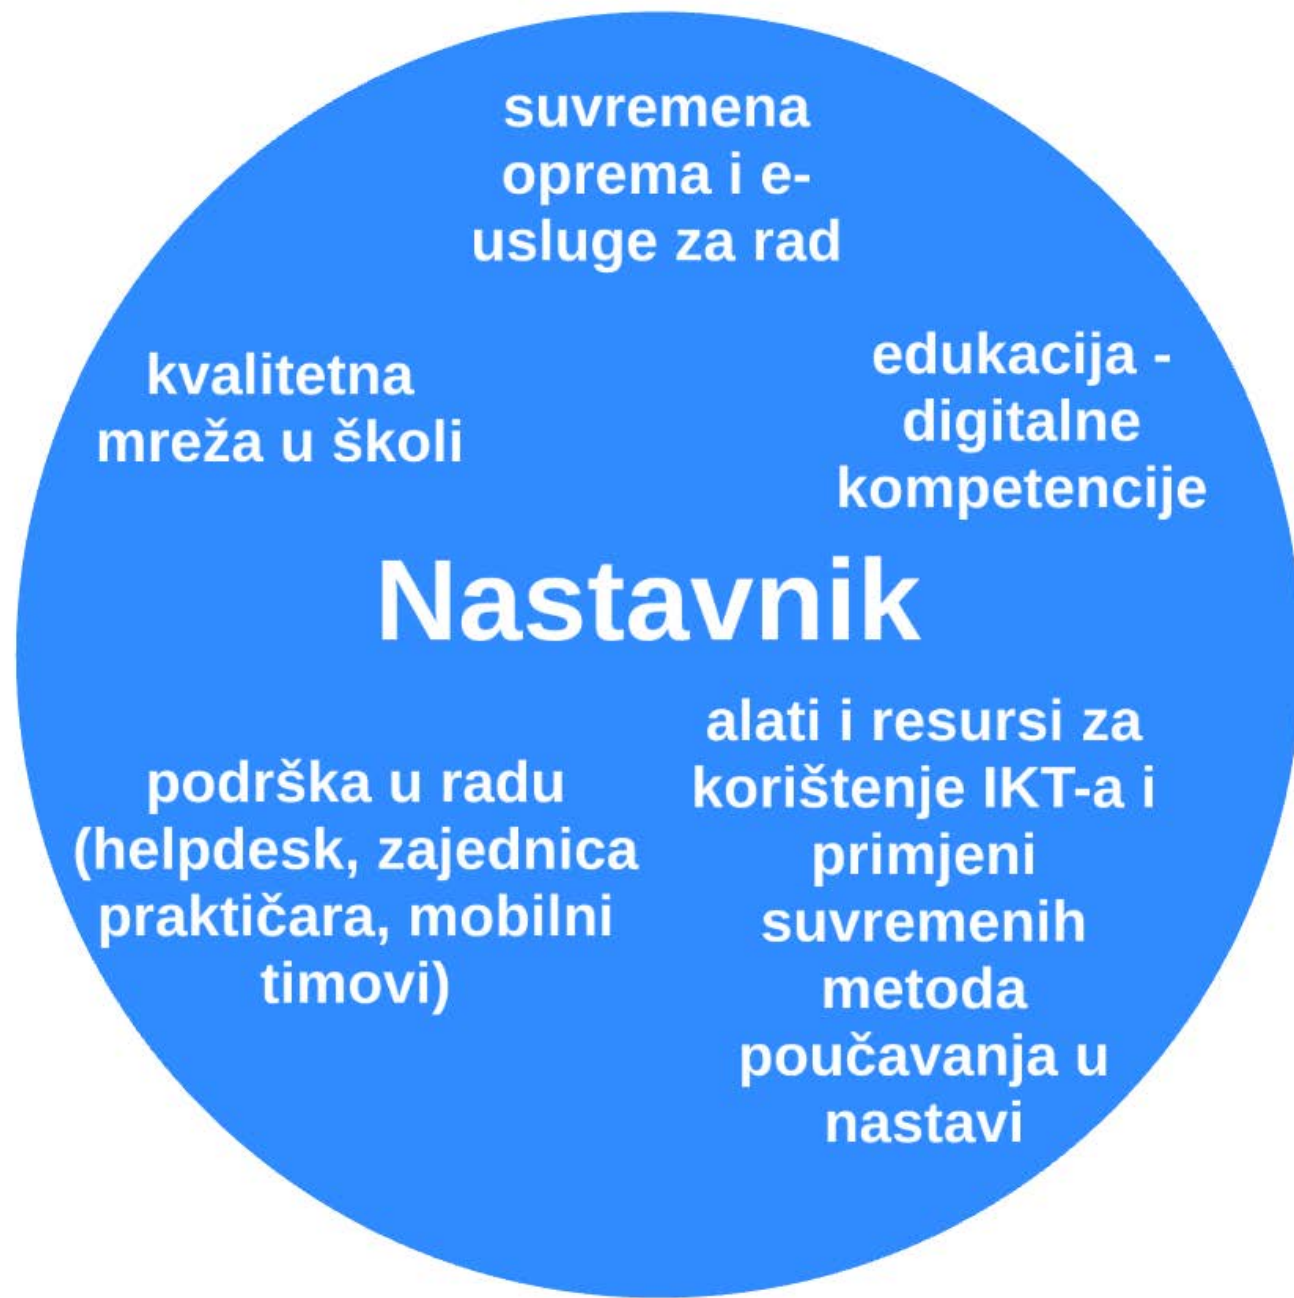 suvremena
oprema i e-
usluge za rad
kvalitetna
mreža u školi
edukacija -
digitalne
kompetencije
Nastavnik
podrška u radu
(helpdesk, zajednica
praktičara, mobilni
timovi)
alati i resursi za
korištenje IKT-a i
primjeni
suvremenih
metoda
poučavanja u
nastavi